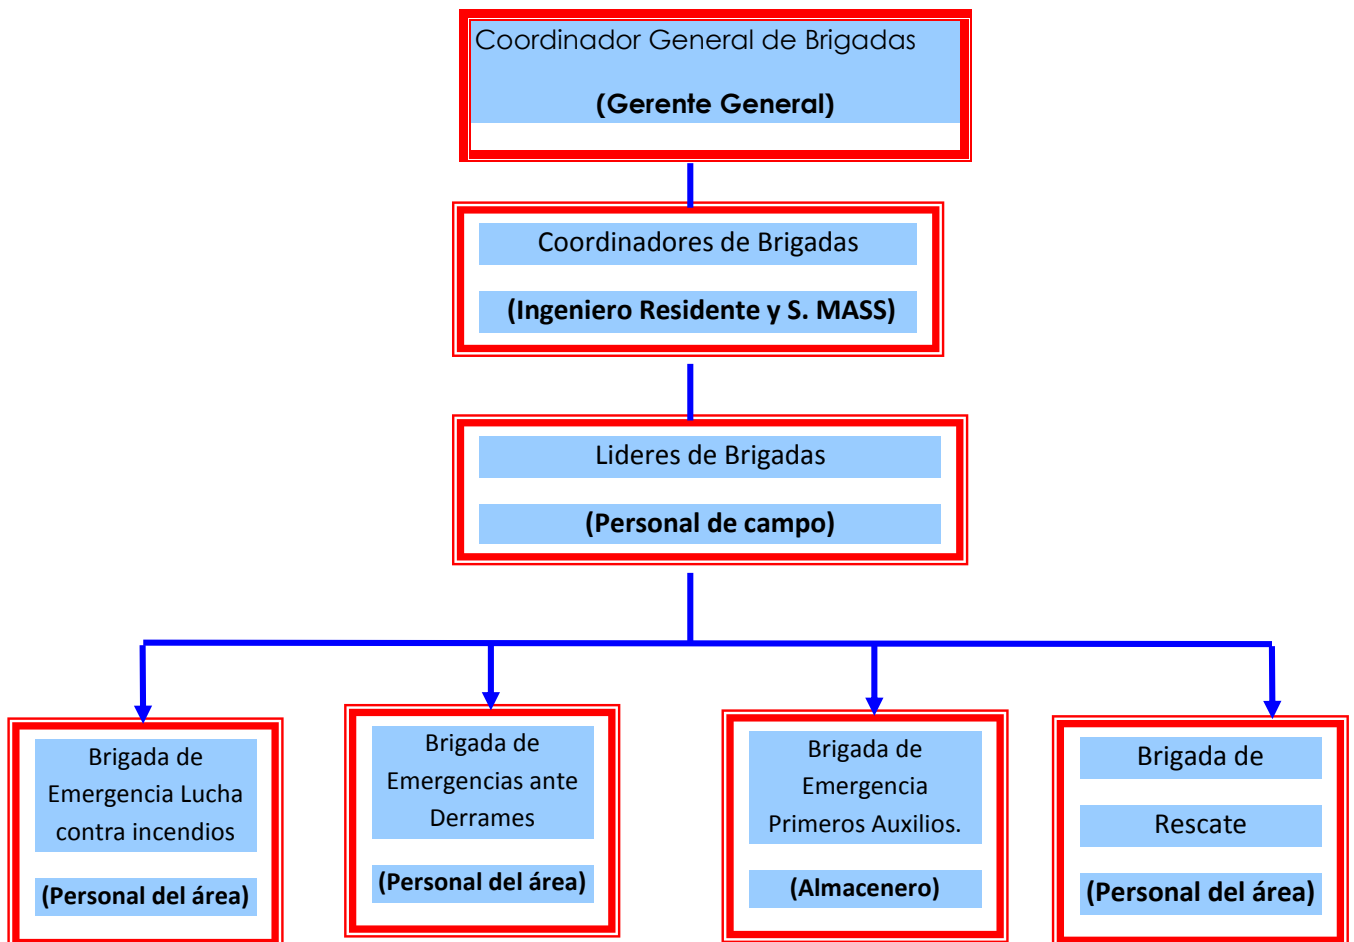 Coordinador General de Brigadas
(Gerente General)
Coordinadores de Brigadas
(Ingeniero Residente y S. MASS)
Lideres de Brigadas
(Personal de campo)
Brigada de
Emergencia Lucha
contra incendios
(Personal del área)
Brigada de
Emergencias ante
Derrames
(Personal del área)
Brigada de
Emergencia
Primeros Auxilios.
(Almacenero)
Brigada de
Rescate
(Personal del área)